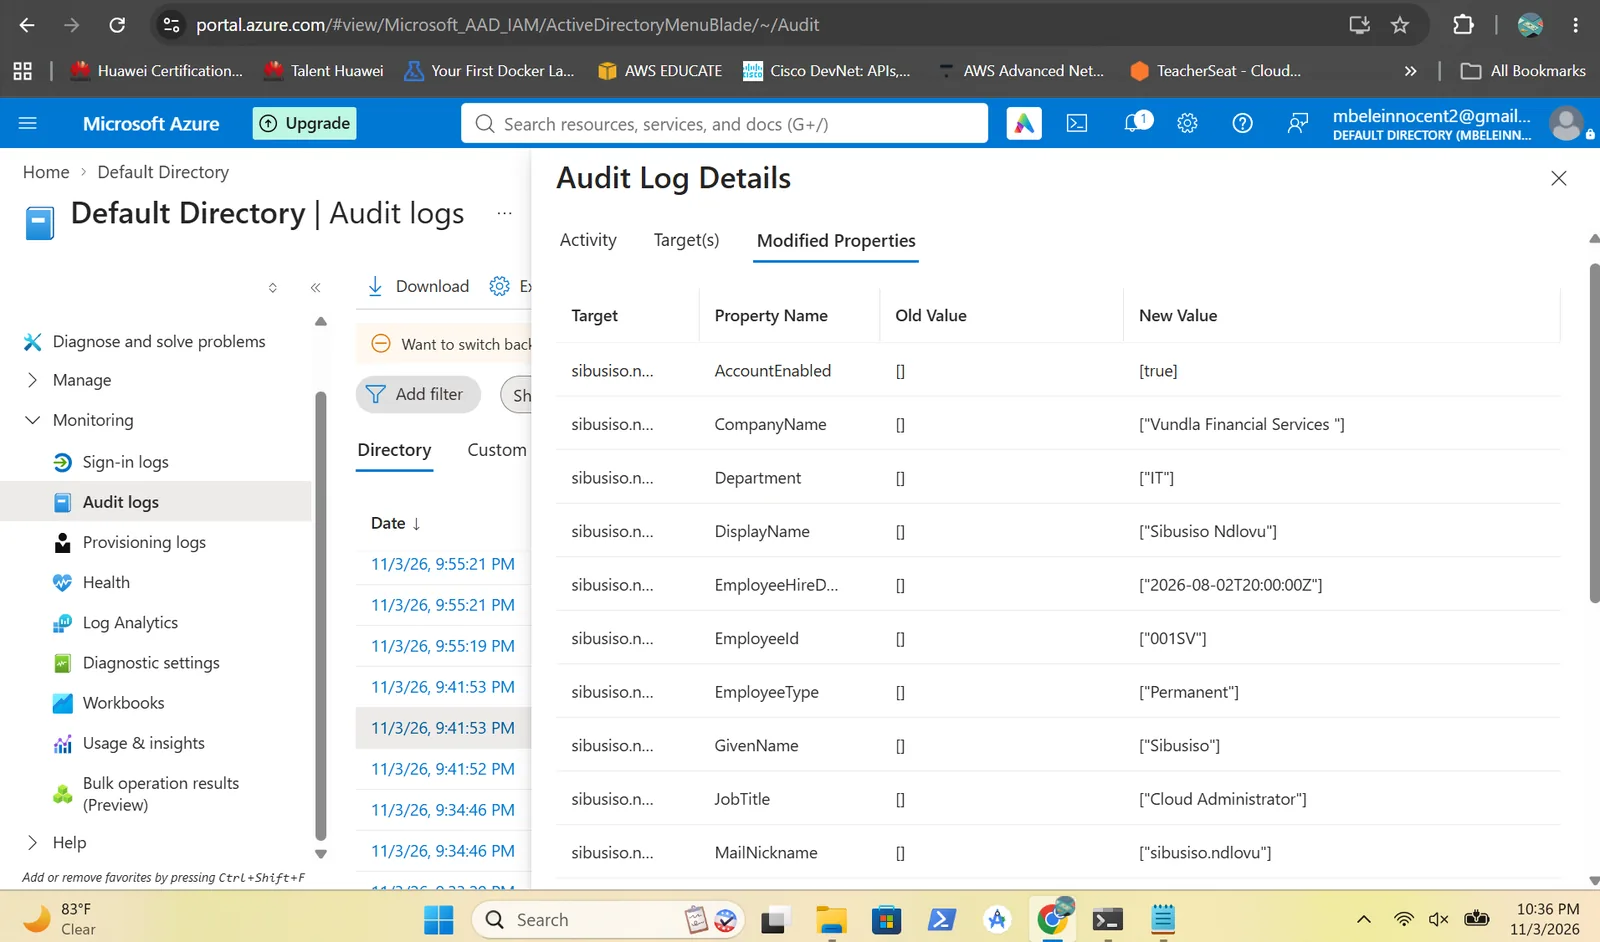 portal.azure.com/#view/Microsoft_AAD_IAM/ActiveDirectoryMenuBlade/~/Audit
Huawei Certification... Talent Huawei Your First Docker La... AWS EDUCATE Cisco DevNet: APIs,... AWS Advanced Net... TeacherSeat - Cloud... » All Bookmarks
Microsoft Azure Upgrade Search resources, services, and docs (G+/) 1 mbeleinnocent2@gmail...
DEFAULT DIRECTORY (MBELEINN...
Home > Default Directory
Default Directory | Audit logs ...
Audit Log Details
Activity Target(s) Modified Properties
Download Ex
Want to switch back
Add filter Sh
Directory Custom
Diagnose and solve problems
Manage
Monitoring
Sign-in logs
Audit logs
Provisioning logs
Health
Log Analytics
Diagnostic settings
Workbooks
Usage & insights
Bulk operation results
(Preview)
Help
Add or remove favorites by pressing Ctrl+Shift+F
Date ↓
11/3/26, 9:55:21 PM
11/3/26, 9:55:21 PM
11/3/26, 9:55:19 PM
11/3/26, 9:41:53 PM
11/3/26, 9:41:53 PM
11/3/26, 9:41:52 PM
11/3/26, 9:34:46 PM
11/3/26, 9:34:46 PM
Target Property Name Old Value New Value
sibusiso.n... AccountEnabled [] [true]
sibusiso.n... CompanyName [] ["Vundla Financial Services "]
sibusiso.n... Department [] ["IT"]
sibusiso.n... DisplayName [] ["Sibusiso Ndlovu"]
sibusiso.n... EmployeeHireD... [] ["2026-08-02T20:00:00Z"]
sibusiso.n... EmployeeId [] ["001SV"]
sibusiso.n... EmployeeType [] ["Permanent"]
sibusiso.n... GivenName [] ["Sibusiso"]
sibusiso.n... JobTitle [] ["Cloud Administrator"]
sibusiso.n... MailNickname [] ["sibusiso.ndlovu"]
83°F
Clear
Search
10:36 PM
11/3/2026